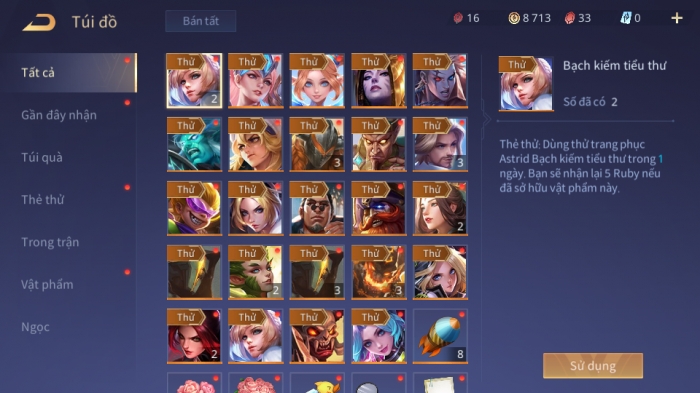 Túi đồ
Bán tất
16
8 713
33
0
+
Tất cả
Gần đây nhận
Túi quà
Thẻ thử
Trong trận
Vật phẩm
Ngọc
Thử Thử Thử Thử Thử
2
Thử Thử Thử Thử Thử
3 3
Thử Thử Thử Thử Thử
2
Thử Thử Thử Thử Thử
2 3 3
Thử Thử Thử Thử
2 8
Thử
Bạch kiếm tiểu thư
Số đã có 2
Thẻ thử: Dùng thử trang phục
Astrid Bạch kiếm tiểu thư trong 1
ngày. Bạn sẽ nhận lại 5 Ruby nếu
đã sở hữu vật phẩm này.
Sử dụng